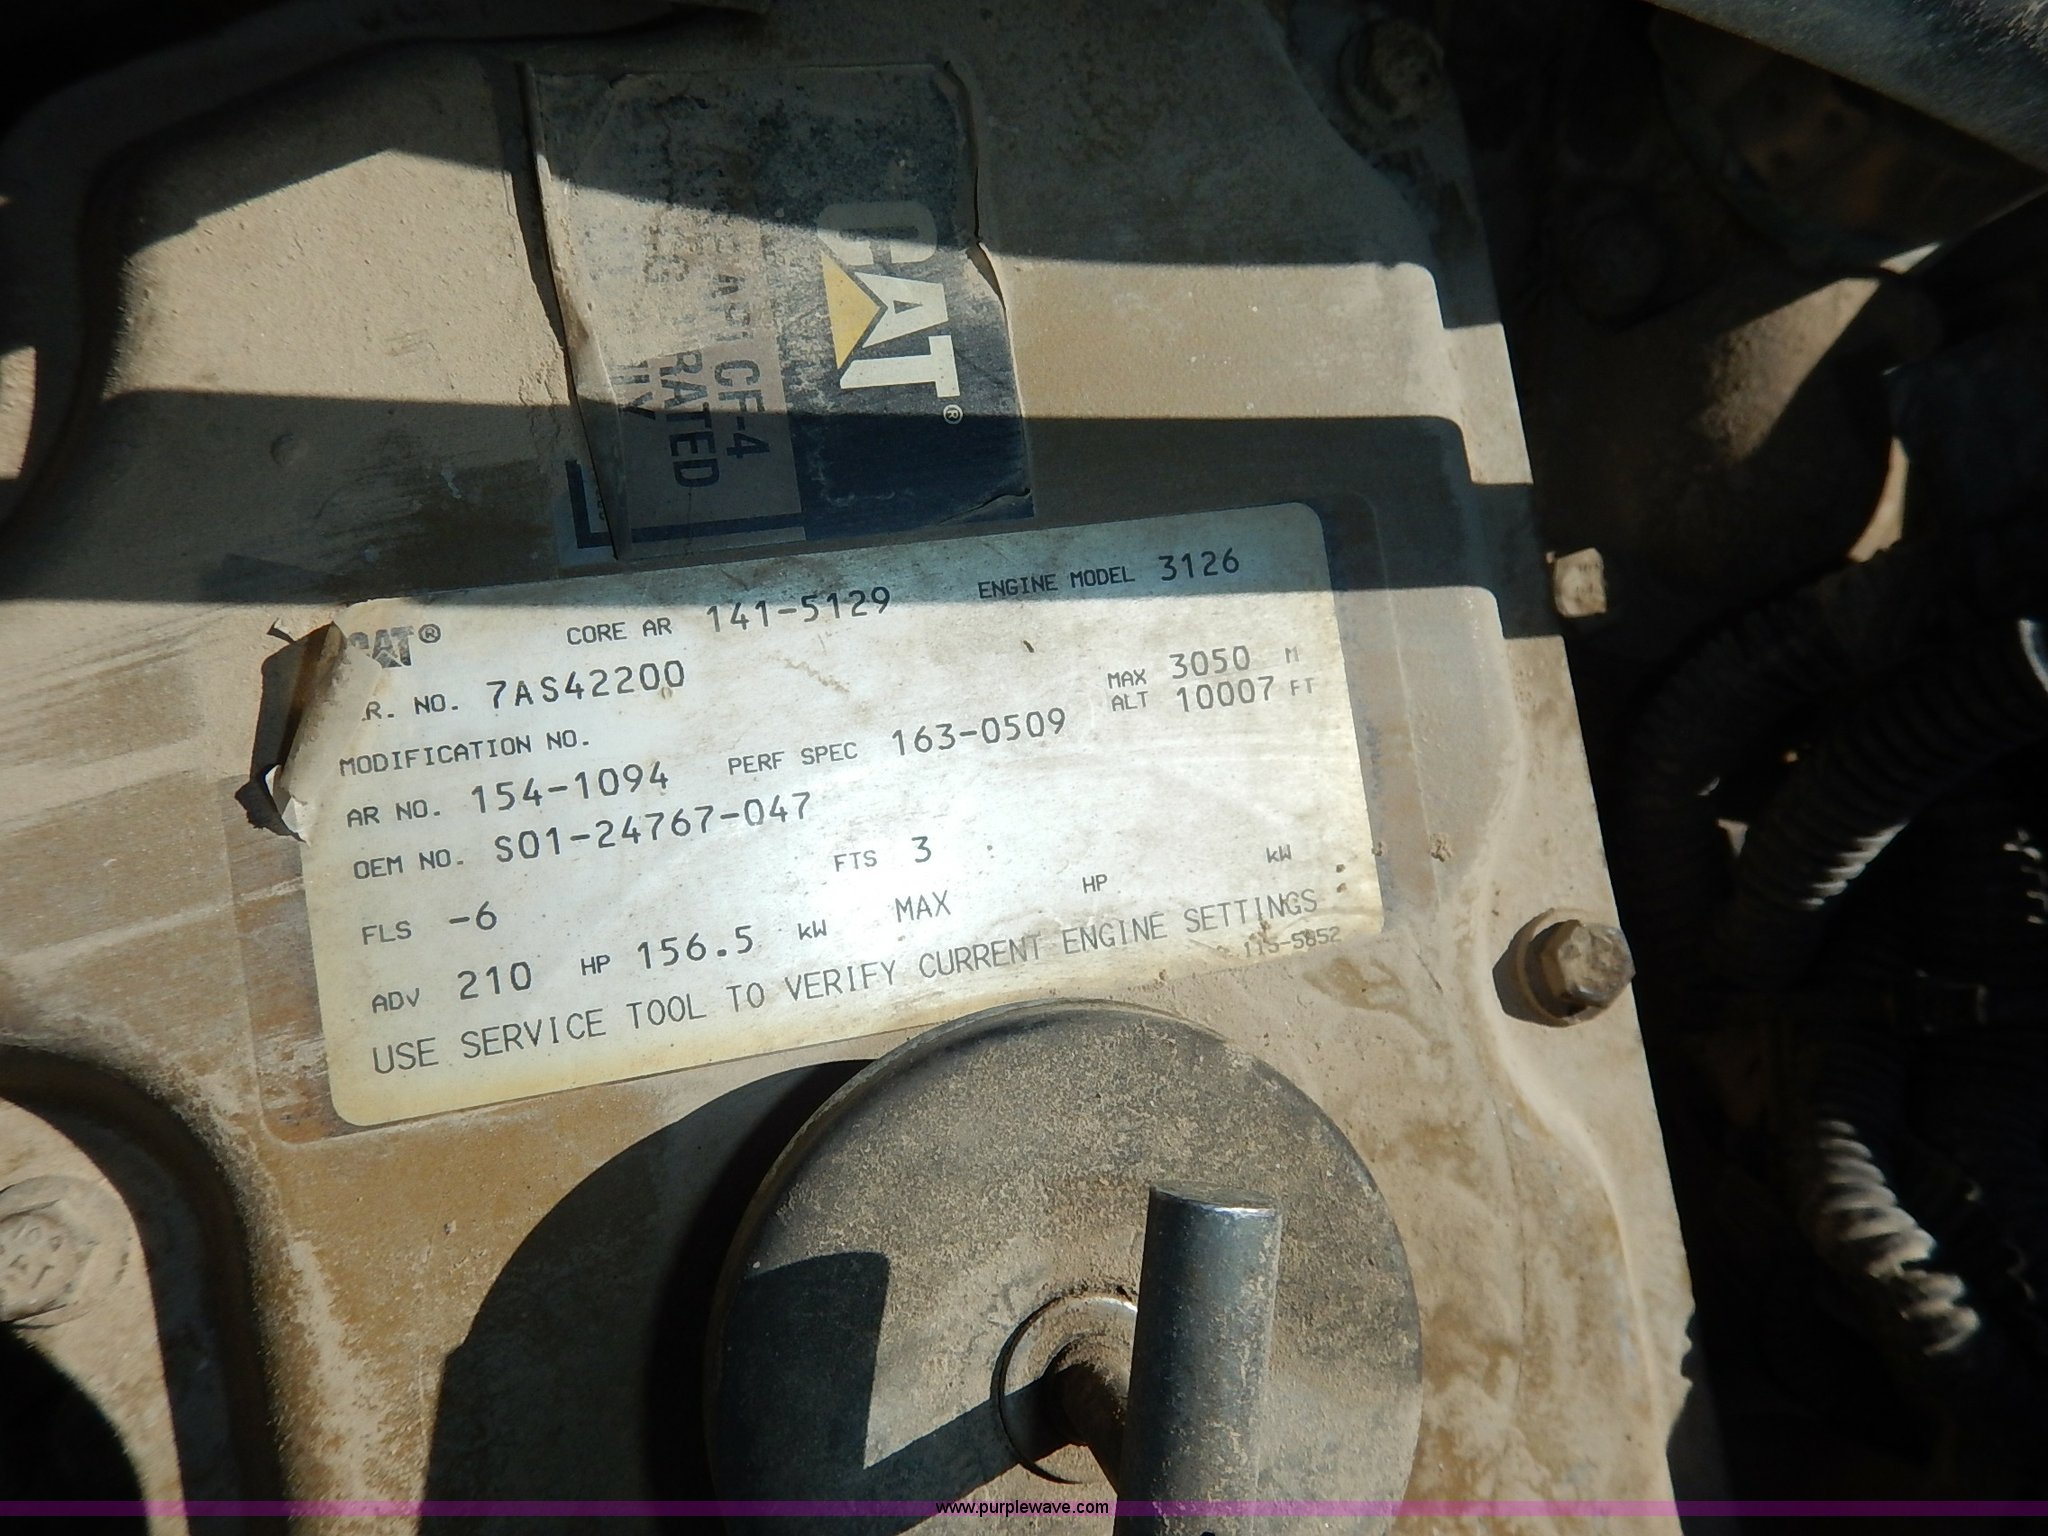 CAT®
CF-4
RATED
CAT®
CORE AR 141-5129 ENGINE MODEL 3126
R. NO. 7AS42200 MAX 3050 M
ALT 10007 FT
MODIFICATION NO.
AR NO. 154-1094 PERF SPEC 163-0509
OEM NO. S01-24767-047
FLS -6 FTS 3
ADV 210 HP 156.5 kW MAX HP kW
USE SERVICE TOOL TO VERIFY CURRENT ENGINE SETTINGS
115-5852
www.purplewave.com